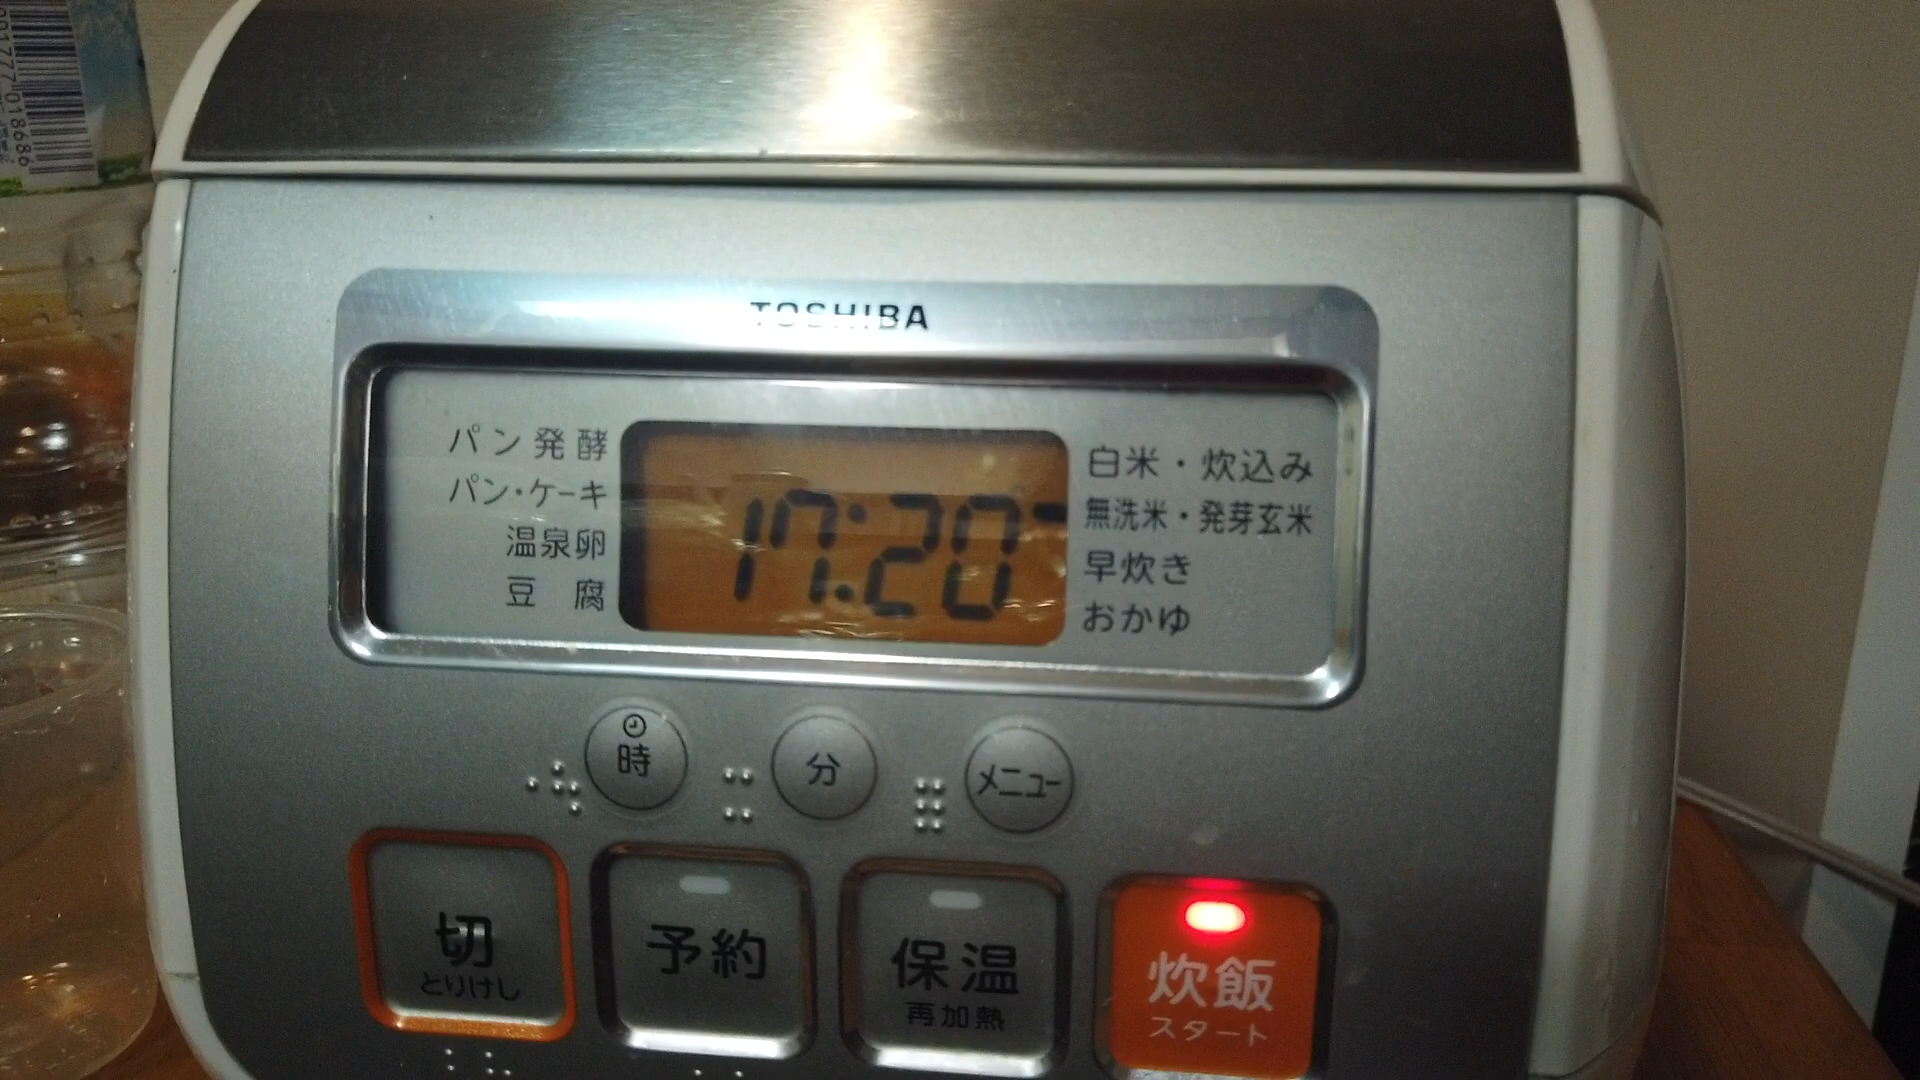 TOSHIBA
パン発酵
パン・ケーキ
温泉卵
豆 腐
17:20
白米・炊込み
無洗米・発芽玄米
早炊き
おかゆ
時
分
メニュー
切
とりけし
予約
保温
再加熱
炊飯
スタート